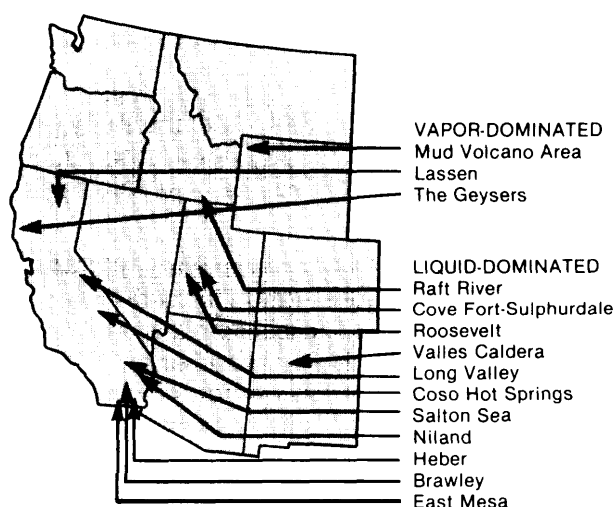 VAPOR-DOMINATED
Mud Volcano Area
Lassen
The Geysers
LIQUID-DOMINATED
Raft River
Cove Fort-Sulphurdale
Roosevelt
Valles Caldera
Long Valley
Coso Hot Springs
Salton Sea
Niland
Heber
Brawley
East Mesa